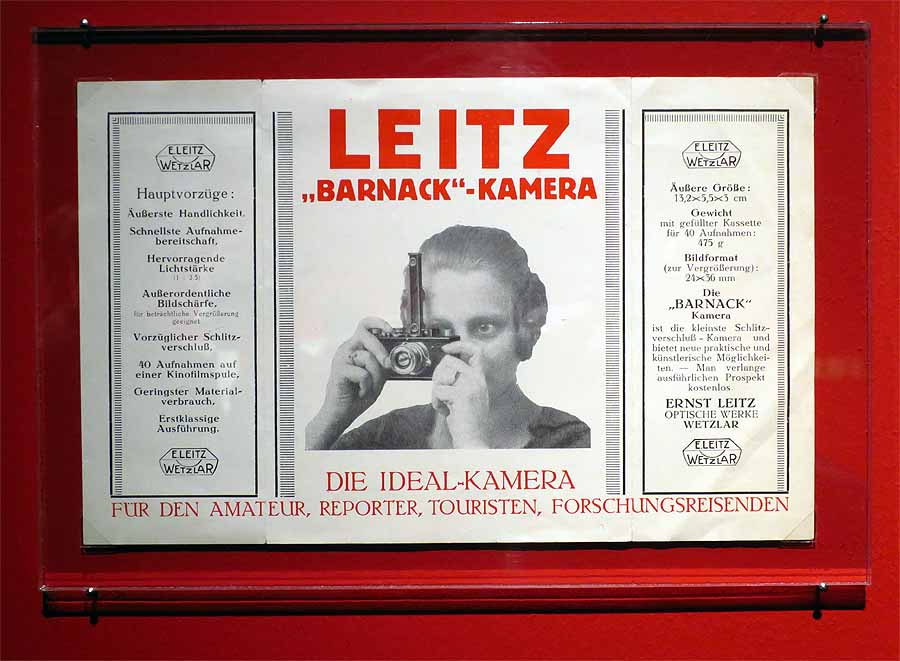 E. LEITZ
WETZLAR
Hauptvorzüge:
Äußerste Handlichkeit,
Schnellste Aufnahme-
bereitschaft,
Hervorragende
Lichtstärke
(1 : 3.5)
Außerordentliche
Bildschärfe,
für beträchtliche Vergrößerung
geeignet
Vorzüglicher Schlitz-
verschluß,
40 Aufnahmen auf
einer Kinofilmspule,
Geringster Material-
verbrauch,
Erstklassige
Ausführung.
E. LEITZ
WETZLAR
LEITZ
„BARNACK“-KAMERA
DIE IDEAL-KAMERA
FÜR DEN AMATEUR, REPORTER, TOURISTEN, FORSCHUNGSREISENDEN
E. LEITZ
WETZLAR
Äußere Größe:
13,2×5,5×3 cm
Gewicht
mit gefüllter Kassette
für 40 Aufnahmen:
475 g
Bildformat
(zur Vergrößerung):
24×36 mm
Die
„BARNACK“
Kamera
ist die kleinste Schlitz-
verschluß-Kamera und
bietet neue praktische und
künstlerische Möglichkei-
ten. — Man verlange
ausführlichen Prospekt
kostenlos
ERNST LEITZ
OPTISCHE WERKE
WETZLAR
E. LEITZ
WETZLAR